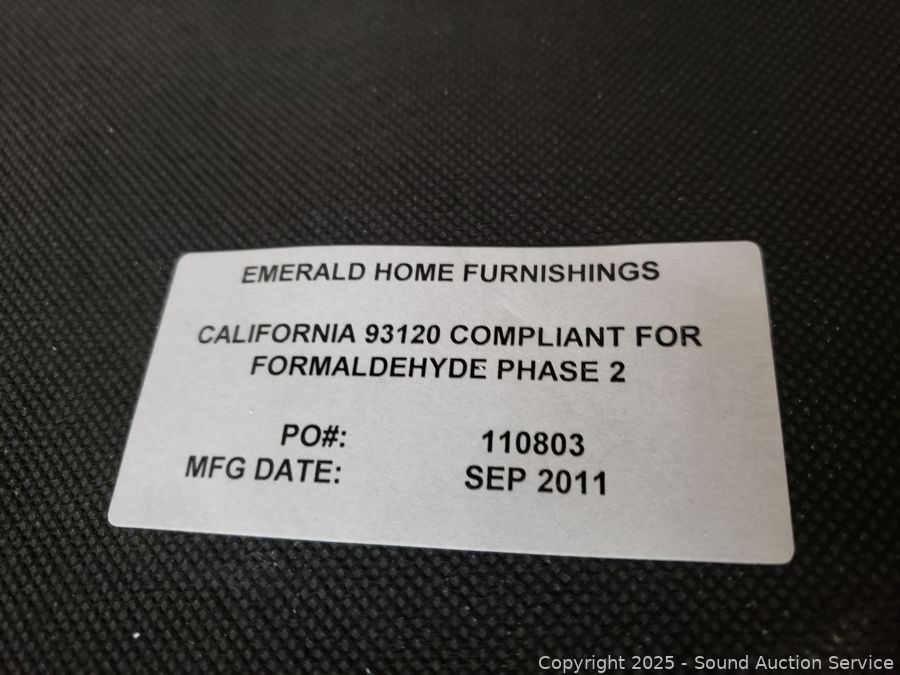 EMERALD HOME FURNISHINGS
CALIFORNIA 93120 COMPLIANT FOR
FORMALDEHYDE PHASE 2
PO#: 110803
MFG DATE: SEP 2011
Copyright 2025 - Sound Auction Service